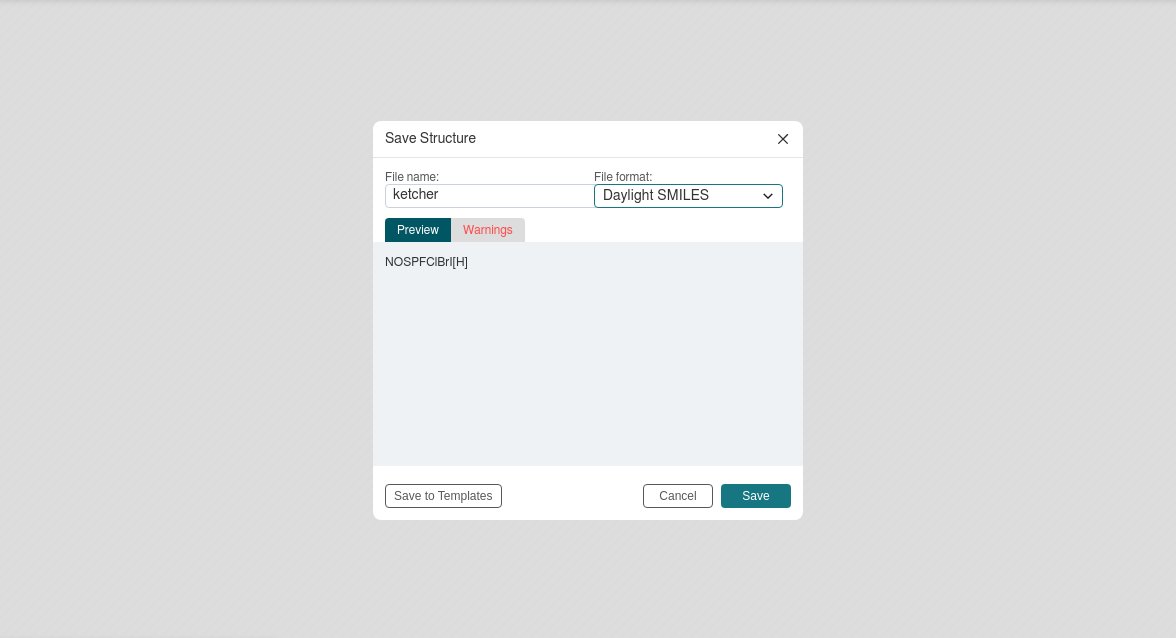 Save Structure
File name:
File format:
ketcher
Daylight SMILES
Preview
Warnings
NOSPFClBrI[H]
Save to Templates
Cancel
Save